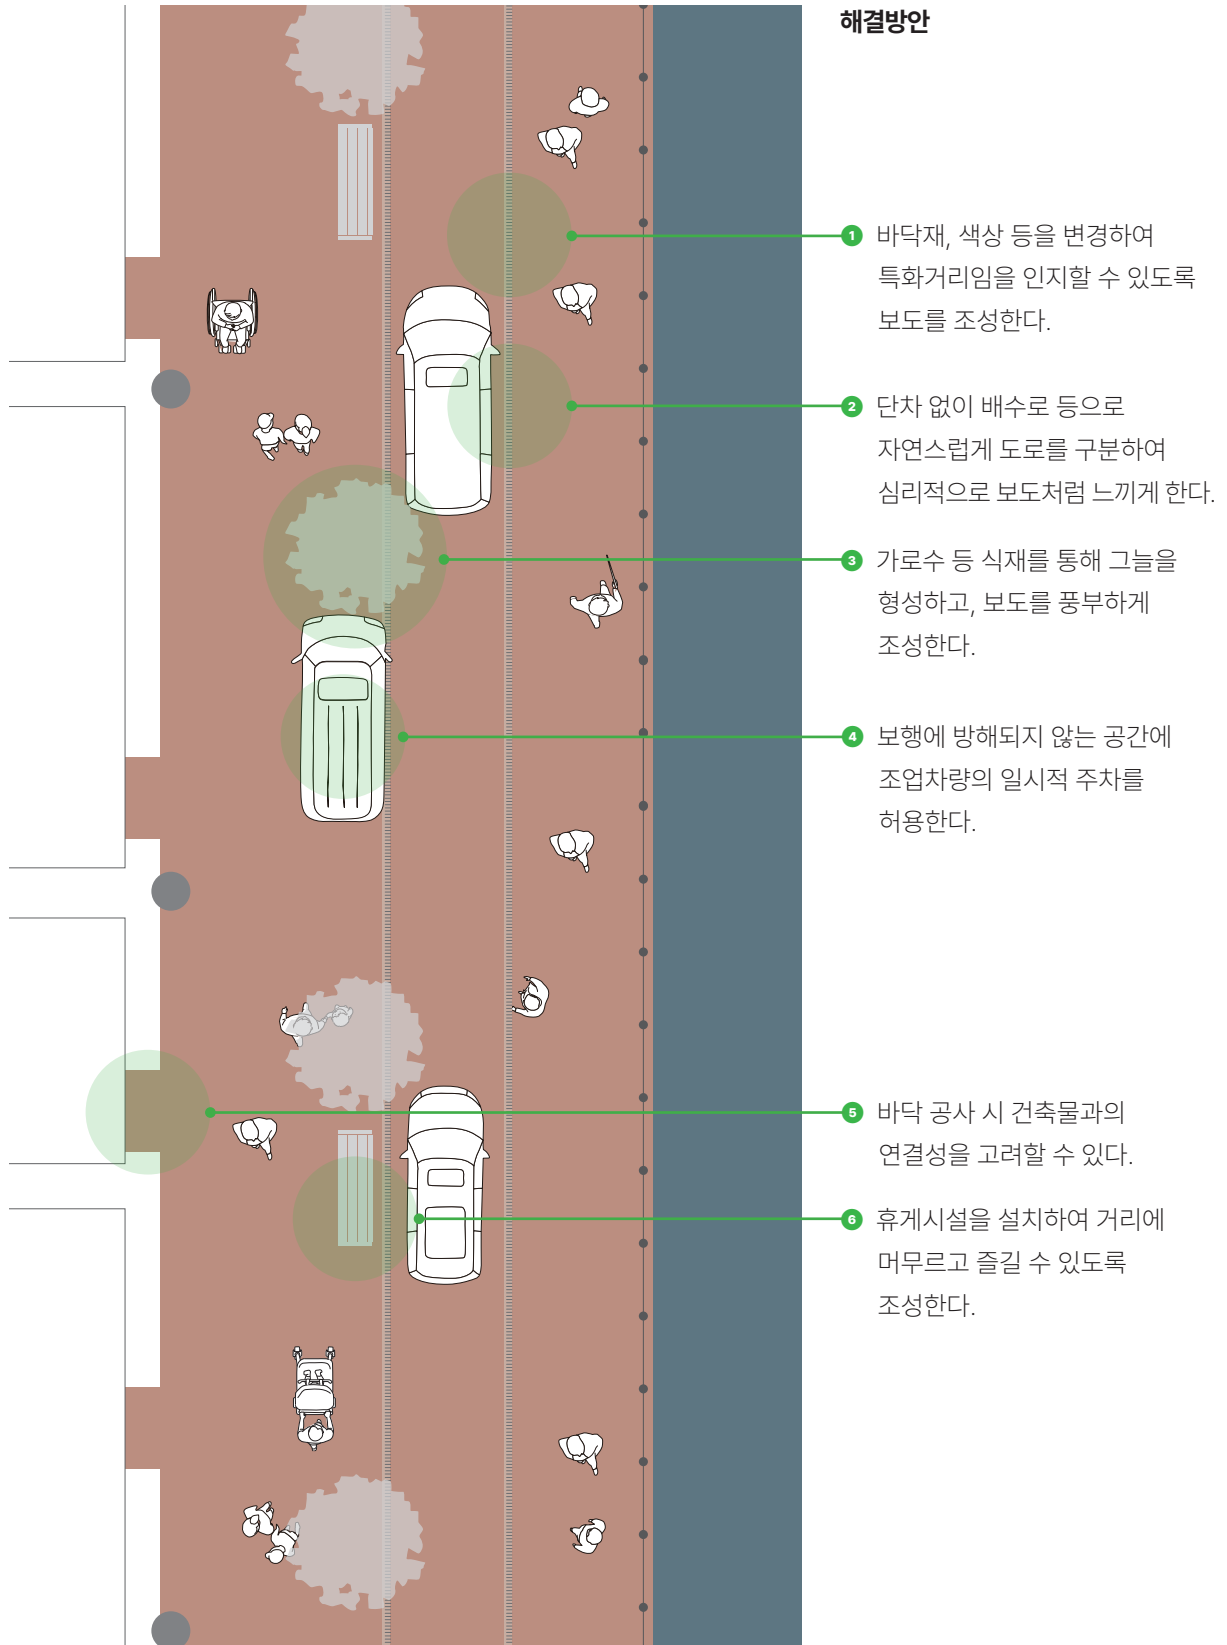 해결방안
1 바닥재, 색상 등을 변경하여
특화거리임을 인지할 수 있도록
보도를 조성한다.
2 단차 없이 배수로 등으로
자연스럽게 도로를 구분하여
심리적으로 보도처럼 느끼게 한다.
3 가로수 등 식재를 통해 그늘을
형성하고, 보도를 풍부하게
조성한다.
4 보행에 방해되지 않는 공간에
조업차량의 일시적 주차를
허용한다.
5 바닥 공사 시 건축물과의
연결성을 고려할 수 있다.
6 휴게시설을 설치하여 거리에
머무르고 즐길 수 있도록
조성한다.